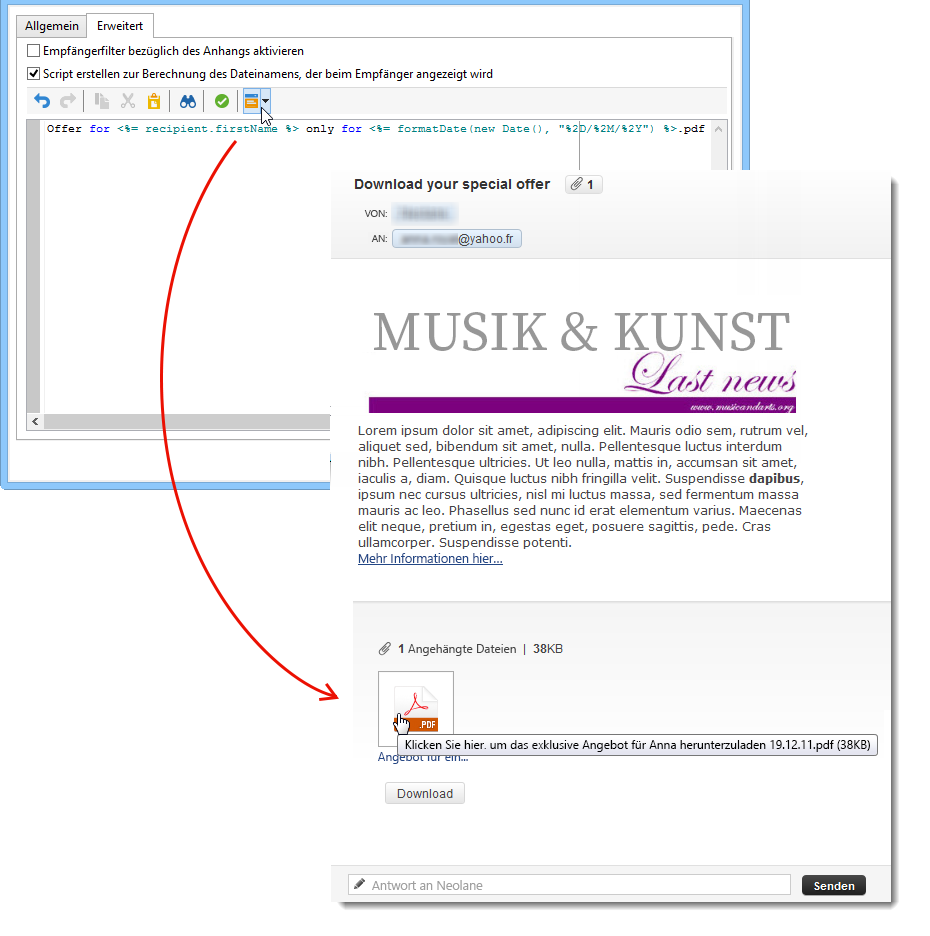 Allgemein
Erweitert
Empfängerfilter bezüglich des Anhangs aktivieren
Script erstellen zur Berechnung des Dateinamens, der beim Empfänger angezeigt wird
Offer for <%= recipient.firstName %> only for <%= formatDate(new Date(), "%2D/%2M/%2Y") %>.pdf
Download your special offer 1
VON:
AN: @yahoo.fr
MUSIK & KUNST
Last news
www.musicandarts.org
Lorem ipsum dolor sit amet, adipiscing elit. Mauris odio sem, rutrum vel,
aliquet sed, bibendum sit amet, nulla. Pellentesque luctus interdum
nibh. Pellentesque ultricies. Ut leo nulla, mattis in, accumsan sit amet,
iaculis a, diam. Quisque luctus nibh fringilla velit. Suspendisse dapibus,
ipsum nec cursus ultricies, nisl mi luctus massa, sed fermentum massa
mauris ac leo. Phasellus sed nunc id erat elementum varius. Maecenas
elit neque, pretium in, egestas eget, posuere sagittis, pede. Cras
ullamcorper. Suspendisse potenti.
Mehr Informationen hier...
1 Angehängte Dateien | 38KB
.PDF
Klicken Sie hier. um das exklusive Angebot für Anna herunterzuladen 19.12.11.pdf (38KB)
Angebot für ein...
Download
Antwort an Neolane
Senden